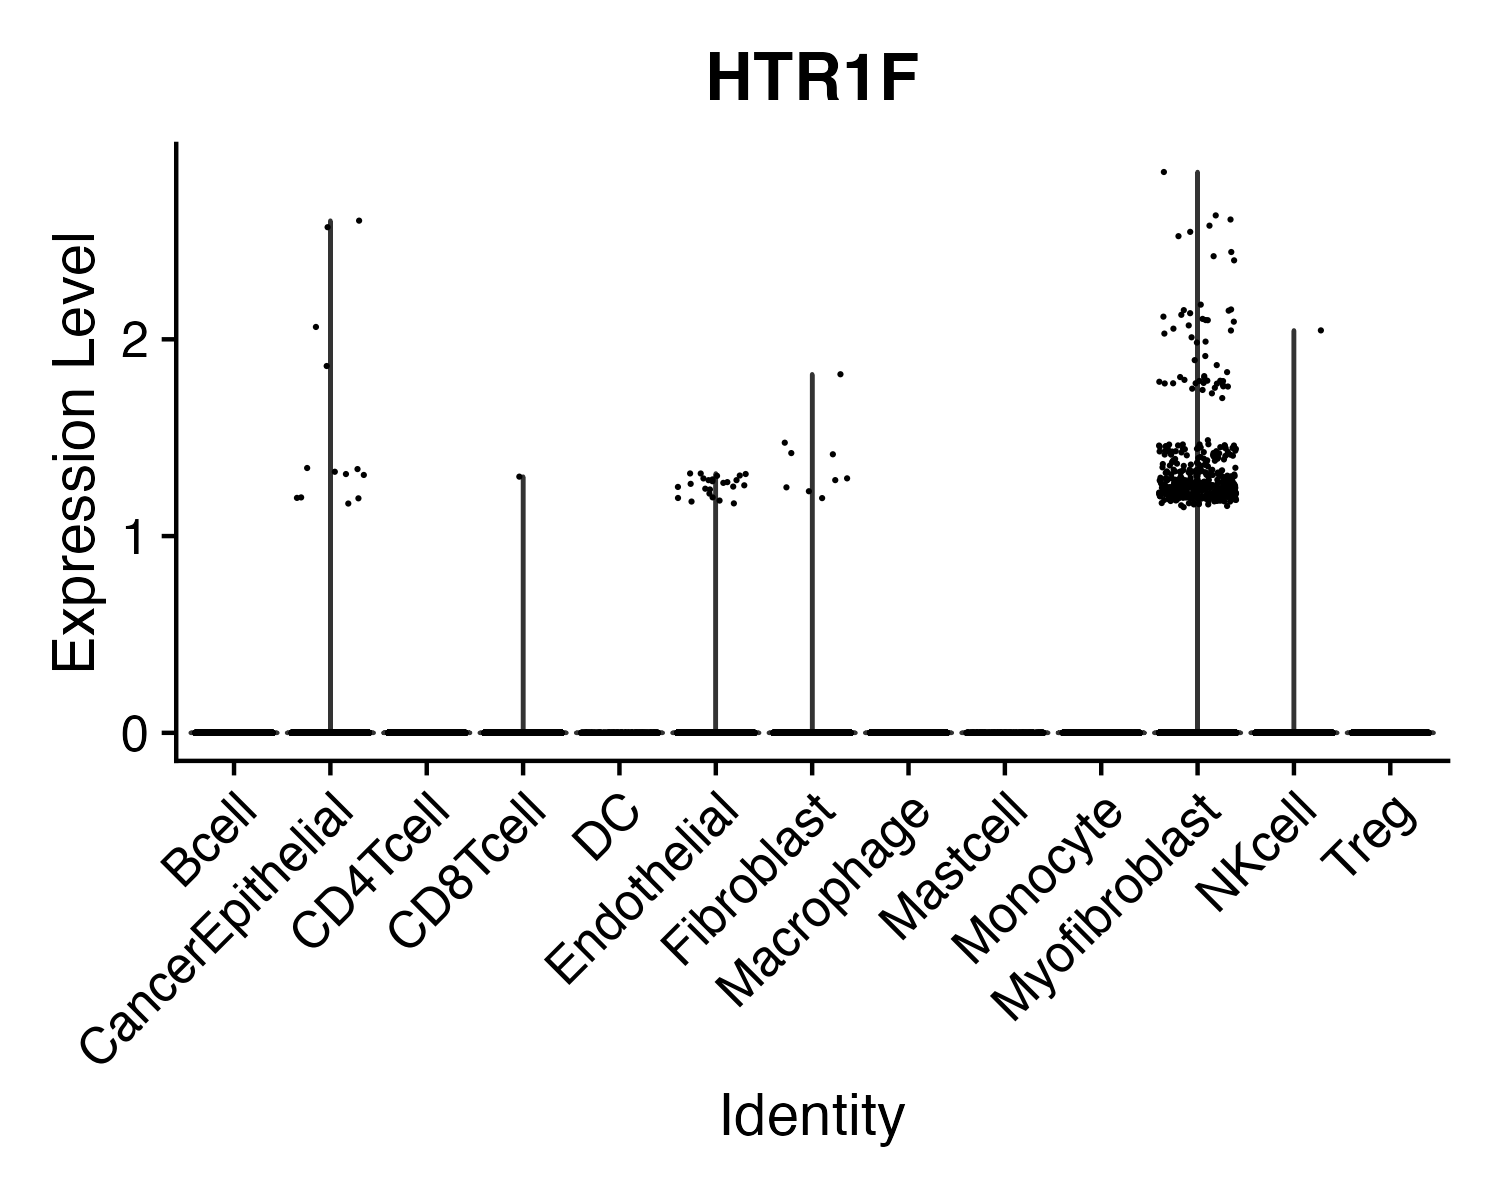 HTR1F
Expression Level
2
1
0
Bcell
CancerEpithelial
CD4Tcell
CD8Tcell
DC
Endothelial
Fibroblast
Macrophage
Mastcell
Monocyte
Myofibroblast
NKcell
Treg
Identity